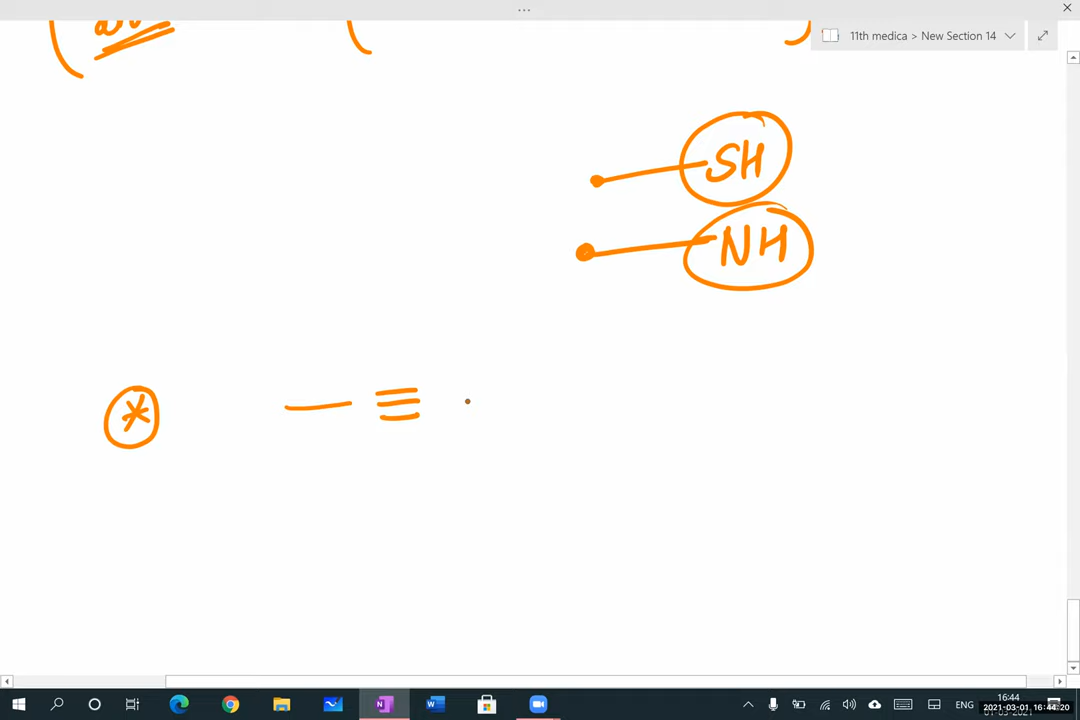 11th medica > New Section 14
SH
NH
*
— ≡
ENG
16:44
2021-03-01 16:44:20